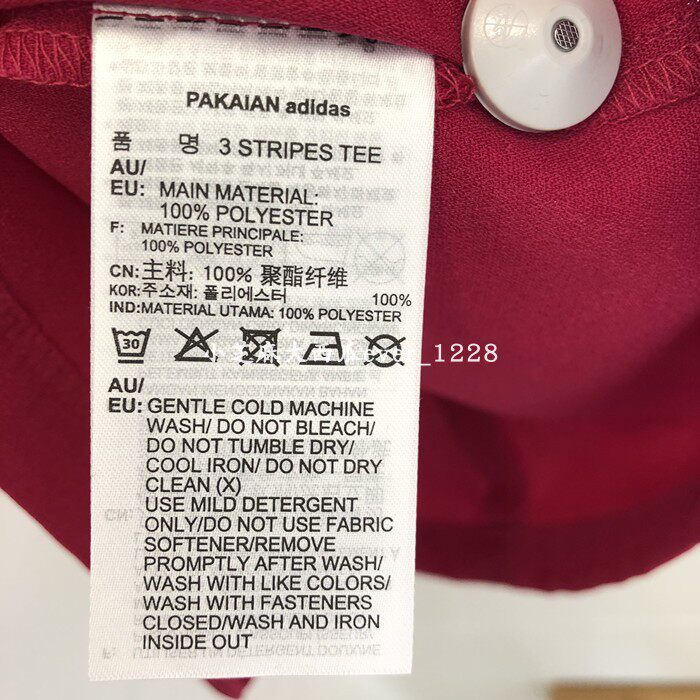 PAKAIAN adidas
品 명 3 STRIPES TEE
AU/
EU: MAIN MATERIAL:
100% POLYESTER
F: MATIERE PRINCIPALE:
100% POLYESTER
CN: 主料: 100% 聚酯纤维
KOR: 주소재: 폴리에스터 100%
IND: MATERIAL UTAMA: 100% POLYESTER
30
AU/
EU: GENTLE COLD MACHINE
WASH/ DO NOT BLEACH/
DO NOT TUMBLE DRY/
COOL IRON/ DO NOT DRY
CLEAN (X)
USE MILD DETERGENT
ONLY/DO NOT USE FABRIC
SOFTENER/REMOVE
PROMPTLY AFTER WASH/
WASH WITH LIKE COLORS/
WASH WITH FASTENERS
CLOSED/WASH AND IRON
INSIDE OUT